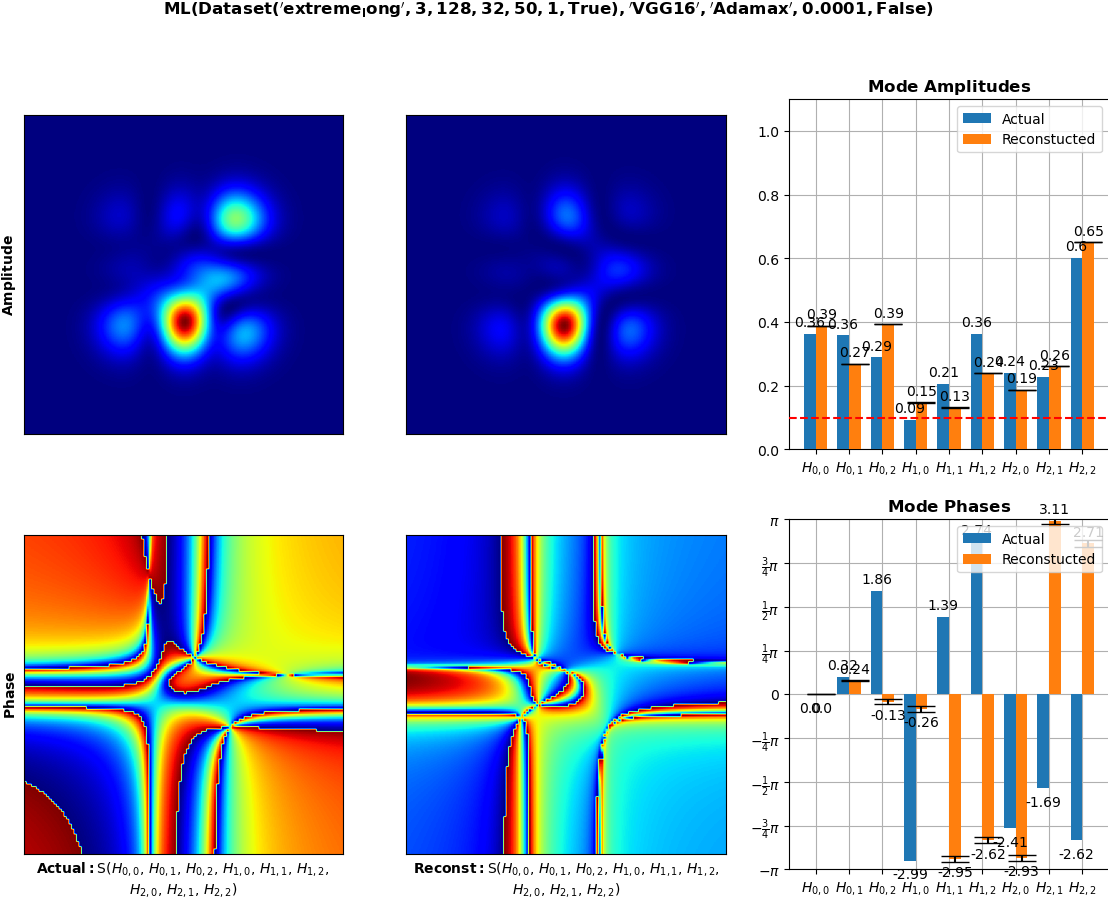 ML(Dataset('extreme_long', 3, 128, 32, 50, 1, True), 'VGG16', 'Adamax', 0.0001, False)
Mode Amplitudes
Actual
Reconstucted
1.0
0.8
0.6
0.4
0.2
0.0
0.36 0.39
0.36 0.27
0.29 0.39
0.09 0.15
0.21 0.13
0.36 0.24
0.24 0.19
0.23 0.26
0.6 0.65
H0,0 H0,1 H0,2 H1,0 H1,1 H1,2 H2,0 H2,1 H2,2
Amplitude
Mode Phases
Actual
Reconstucted
π
3/4π
1/2π
1/4π
0
−1/4π
−1/2π
−3/4π
−π
0.0 0.0
0.32 0.24
1.86 -0.13
-2.99 -0.26
1.39 -2.95
2.74 -2.62
-2.41 -2.93
-1.69 3.11
-2.62 2.71
H0,0 H0,1 H0,2 H1,0 H1,1 H1,2 H2,0 H2,1 H2,2
Phase
Actual: S(H0,0, H0,1, H0,2, H1,0, H1,1, H1,2,
H2,0, H2,1, H2,2)
Reconst: S(H0,0, H0,1, H0,2, H1,0, H1,1, H1,2,
H2,0, H2,1, H2,2)